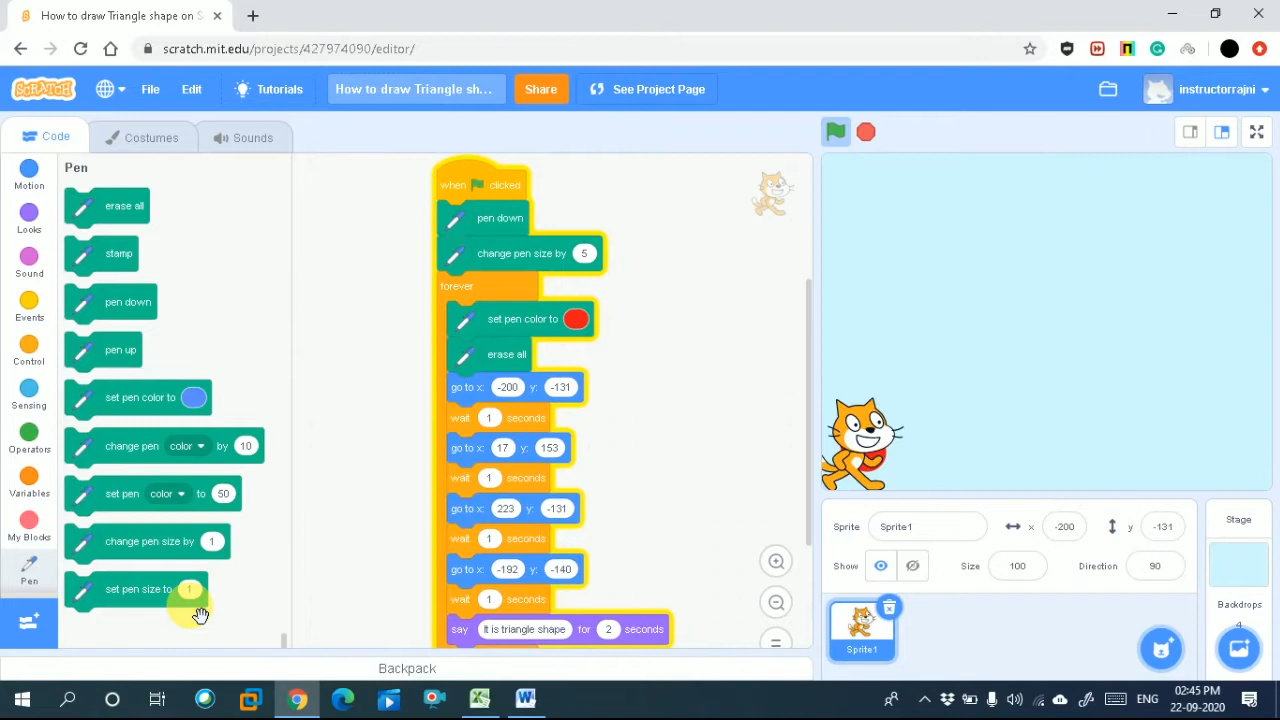 How to draw Triangle shape on S
scratch.mit.edu/projects/427974090/editor/
SCRATCH
File
Edit
Tutorials
How to draw Triangle sh...
Share
See Project Page
instructorrajni
Code
Costumes
Sounds
Motion
Looks
Sound
Events
Control
Sensing
Operators
Variables
My Blocks
Pen
Pen
erase all
stamp
pen down
pen up
set pen color to
change pen color by 10
set pen color to 50
change pen size by 1
set pen size to 1
when clicked
pen down
change pen size by 5
forever
set pen color to
erase all
go to x: -200 y: -131
wait 1 seconds
go to x: 17 y: 153
wait 1 seconds
go to x: 223 y: -131
wait 1 seconds
go to x: -192 y: -140
wait 1 seconds
say It is triangle shape for 2 seconds
Backpack
Sprite Sprite1 x -200 y -131
Show Size 100 Direction 90
Sprite1
Stage
Backdrops
4
ENG
02:45 PM
22-09-2020